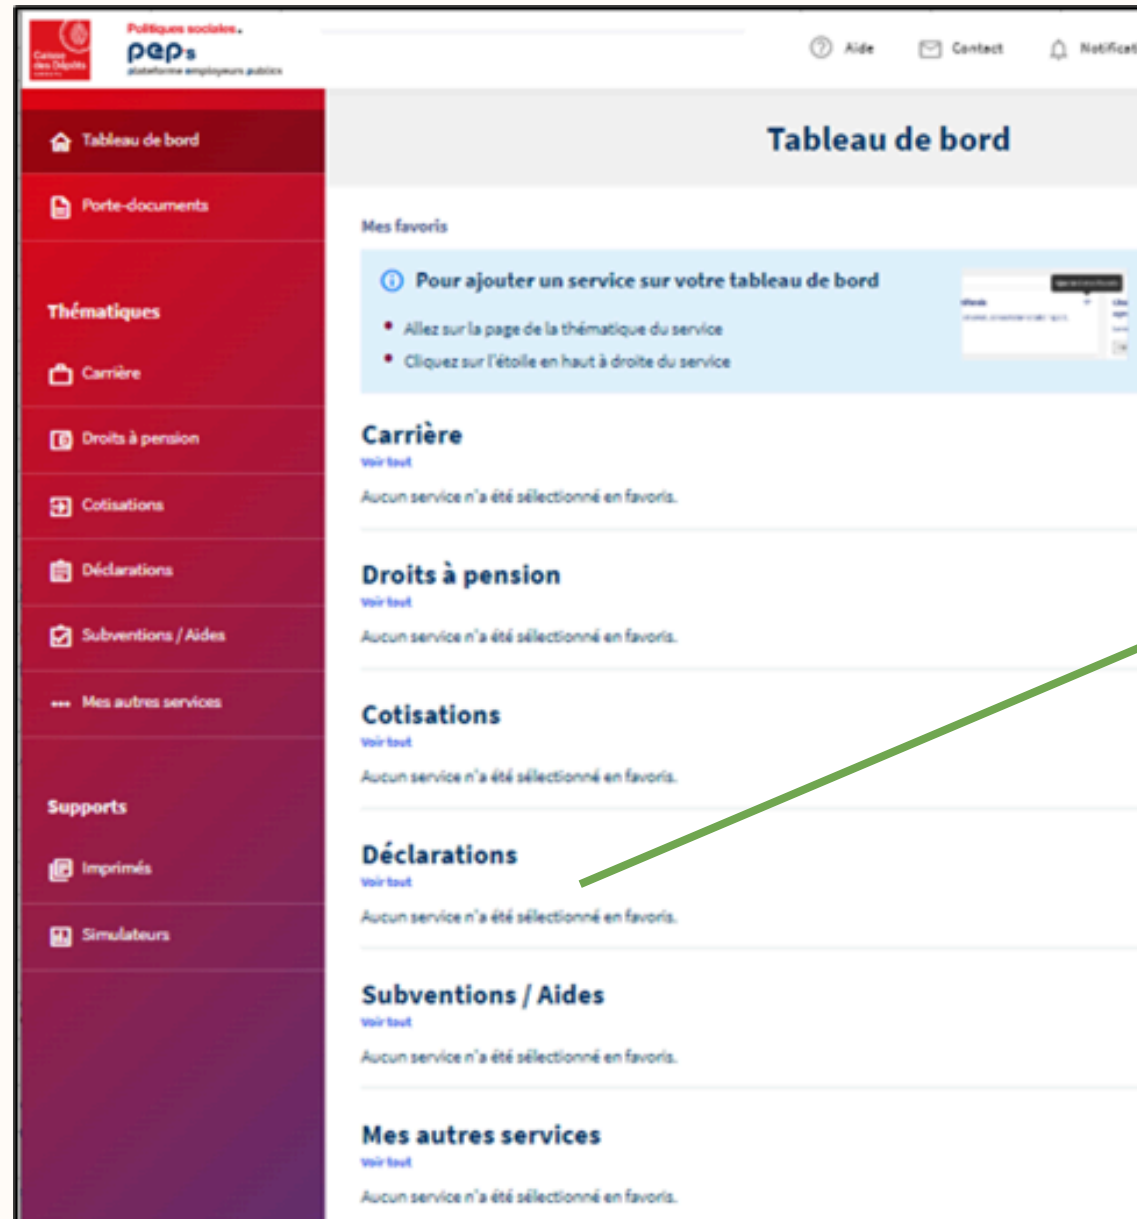 Caisse
des Dépôts
Politiques sociales.
pep's
plateforme employeurs publics
Aide
Contact
Notificat
Tableau de bord
Porte-documents
Thématiques
Carrière
Droits à pension
Cotisations
Déclarations
Subventions / Aides
Mes autres services
Supports
Imprimés
Simulateurs
Tableau de bord
Mes favoris
Pour ajouter un service sur votre tableau de bord
Allez sur la page de la thématique du service
Cliquez sur l'étoile en haut à droite du service
Carrière
Voir tout
Aucun service n'a été sélectionné en favoris.
Droits à pension
Voir tout
Aucun service n'a été sélectionné en favoris.
Cotisations
Voir tout
Aucun service n'a été sélectionné en favoris.
Déclarations
Voir tout
Aucun service n'a été sélectionné en favoris.
Subventions / Aides
Voir tout
Aucun service n'a été sélectionné en favoris.
Mes autres services
Voir tout
Aucun service n'a été sélectionné en favoris.